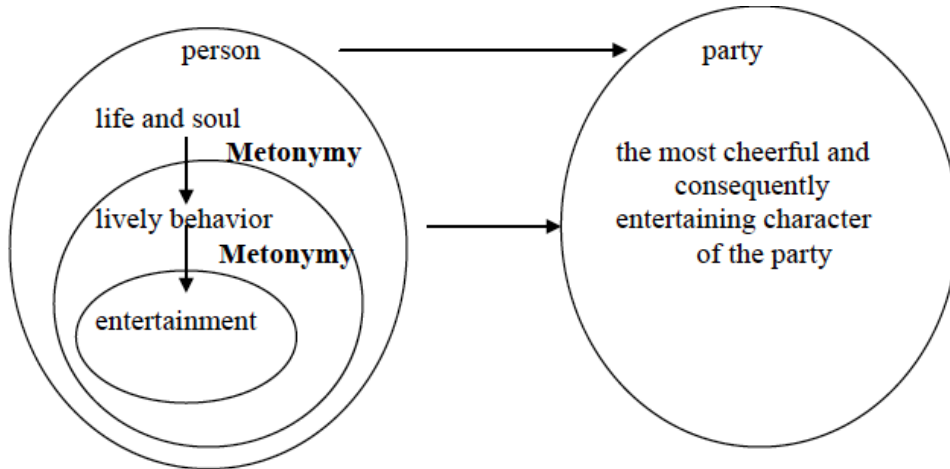 person
life and soul
Metonymy
lively behavior
Metonymy
entertainment
party
the most cheerful and
consequently
entertaining character
of the party